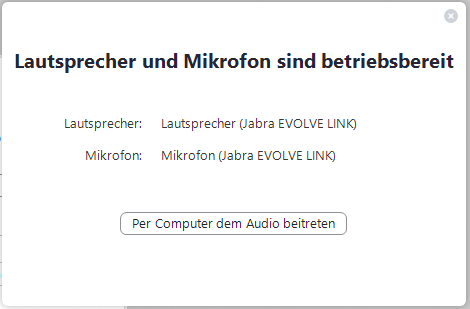 Lautsprecher und Mikrofon sind betriebsbereit
Lautsprecher: Lautsprecher (Jabra EVOLVE LINK)
Mikrofon: Mikrofon (Jabra EVOLVE LINK)
Per Computer dem Audio beitreten